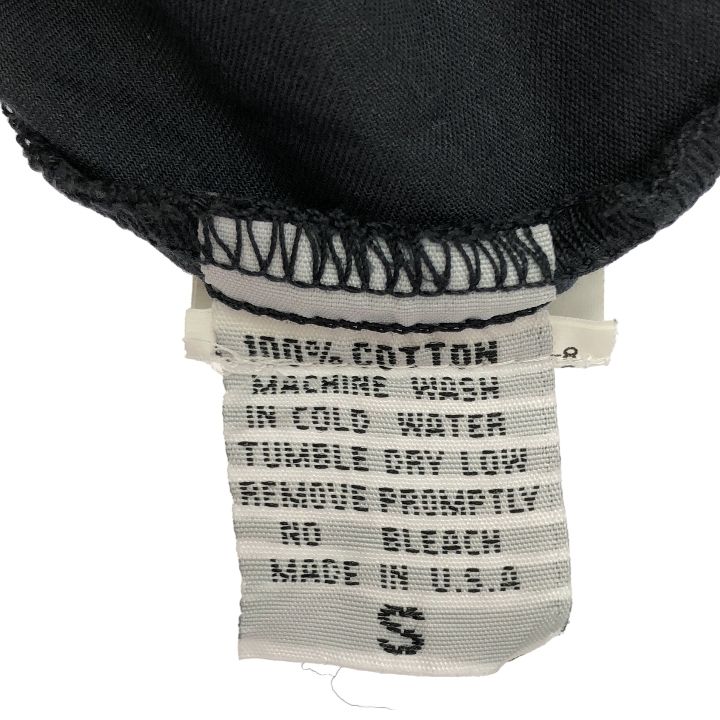 100% COTTON
MACHINE WASH
IN COLD WATER
TUMBLE DRY LOW
REMOVE PROMPTLY
NO BLEACH
MADE IN U.S.A
S